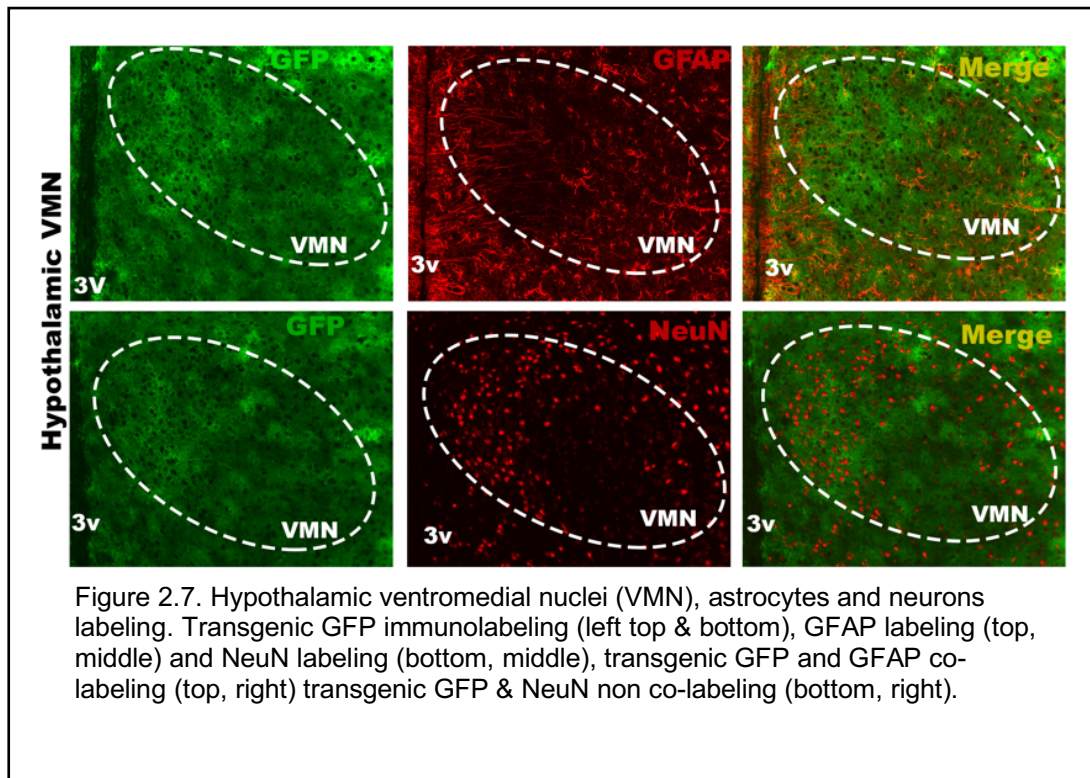 Hypothalamic VMN
GFP
GFAP
Merge
VMN
VMN
VMN
3V
3v
3v
GFP
NeuN
Merge
VMN
VMN
VMN
3v
3v
3v
Figure 2.7. Hypothalamic ventromedial nuclei (VMN), astrocytes and neurons
labeling. Transgenic GFP immunolabeling (left top & bottom), GFAP labeling (top,
middle) and NeuN labeling (bottom, middle), transgenic GFP and GFAP co-
labeling (top, right) transgenic GFP & NeuN non co-labeling (bottom, right).